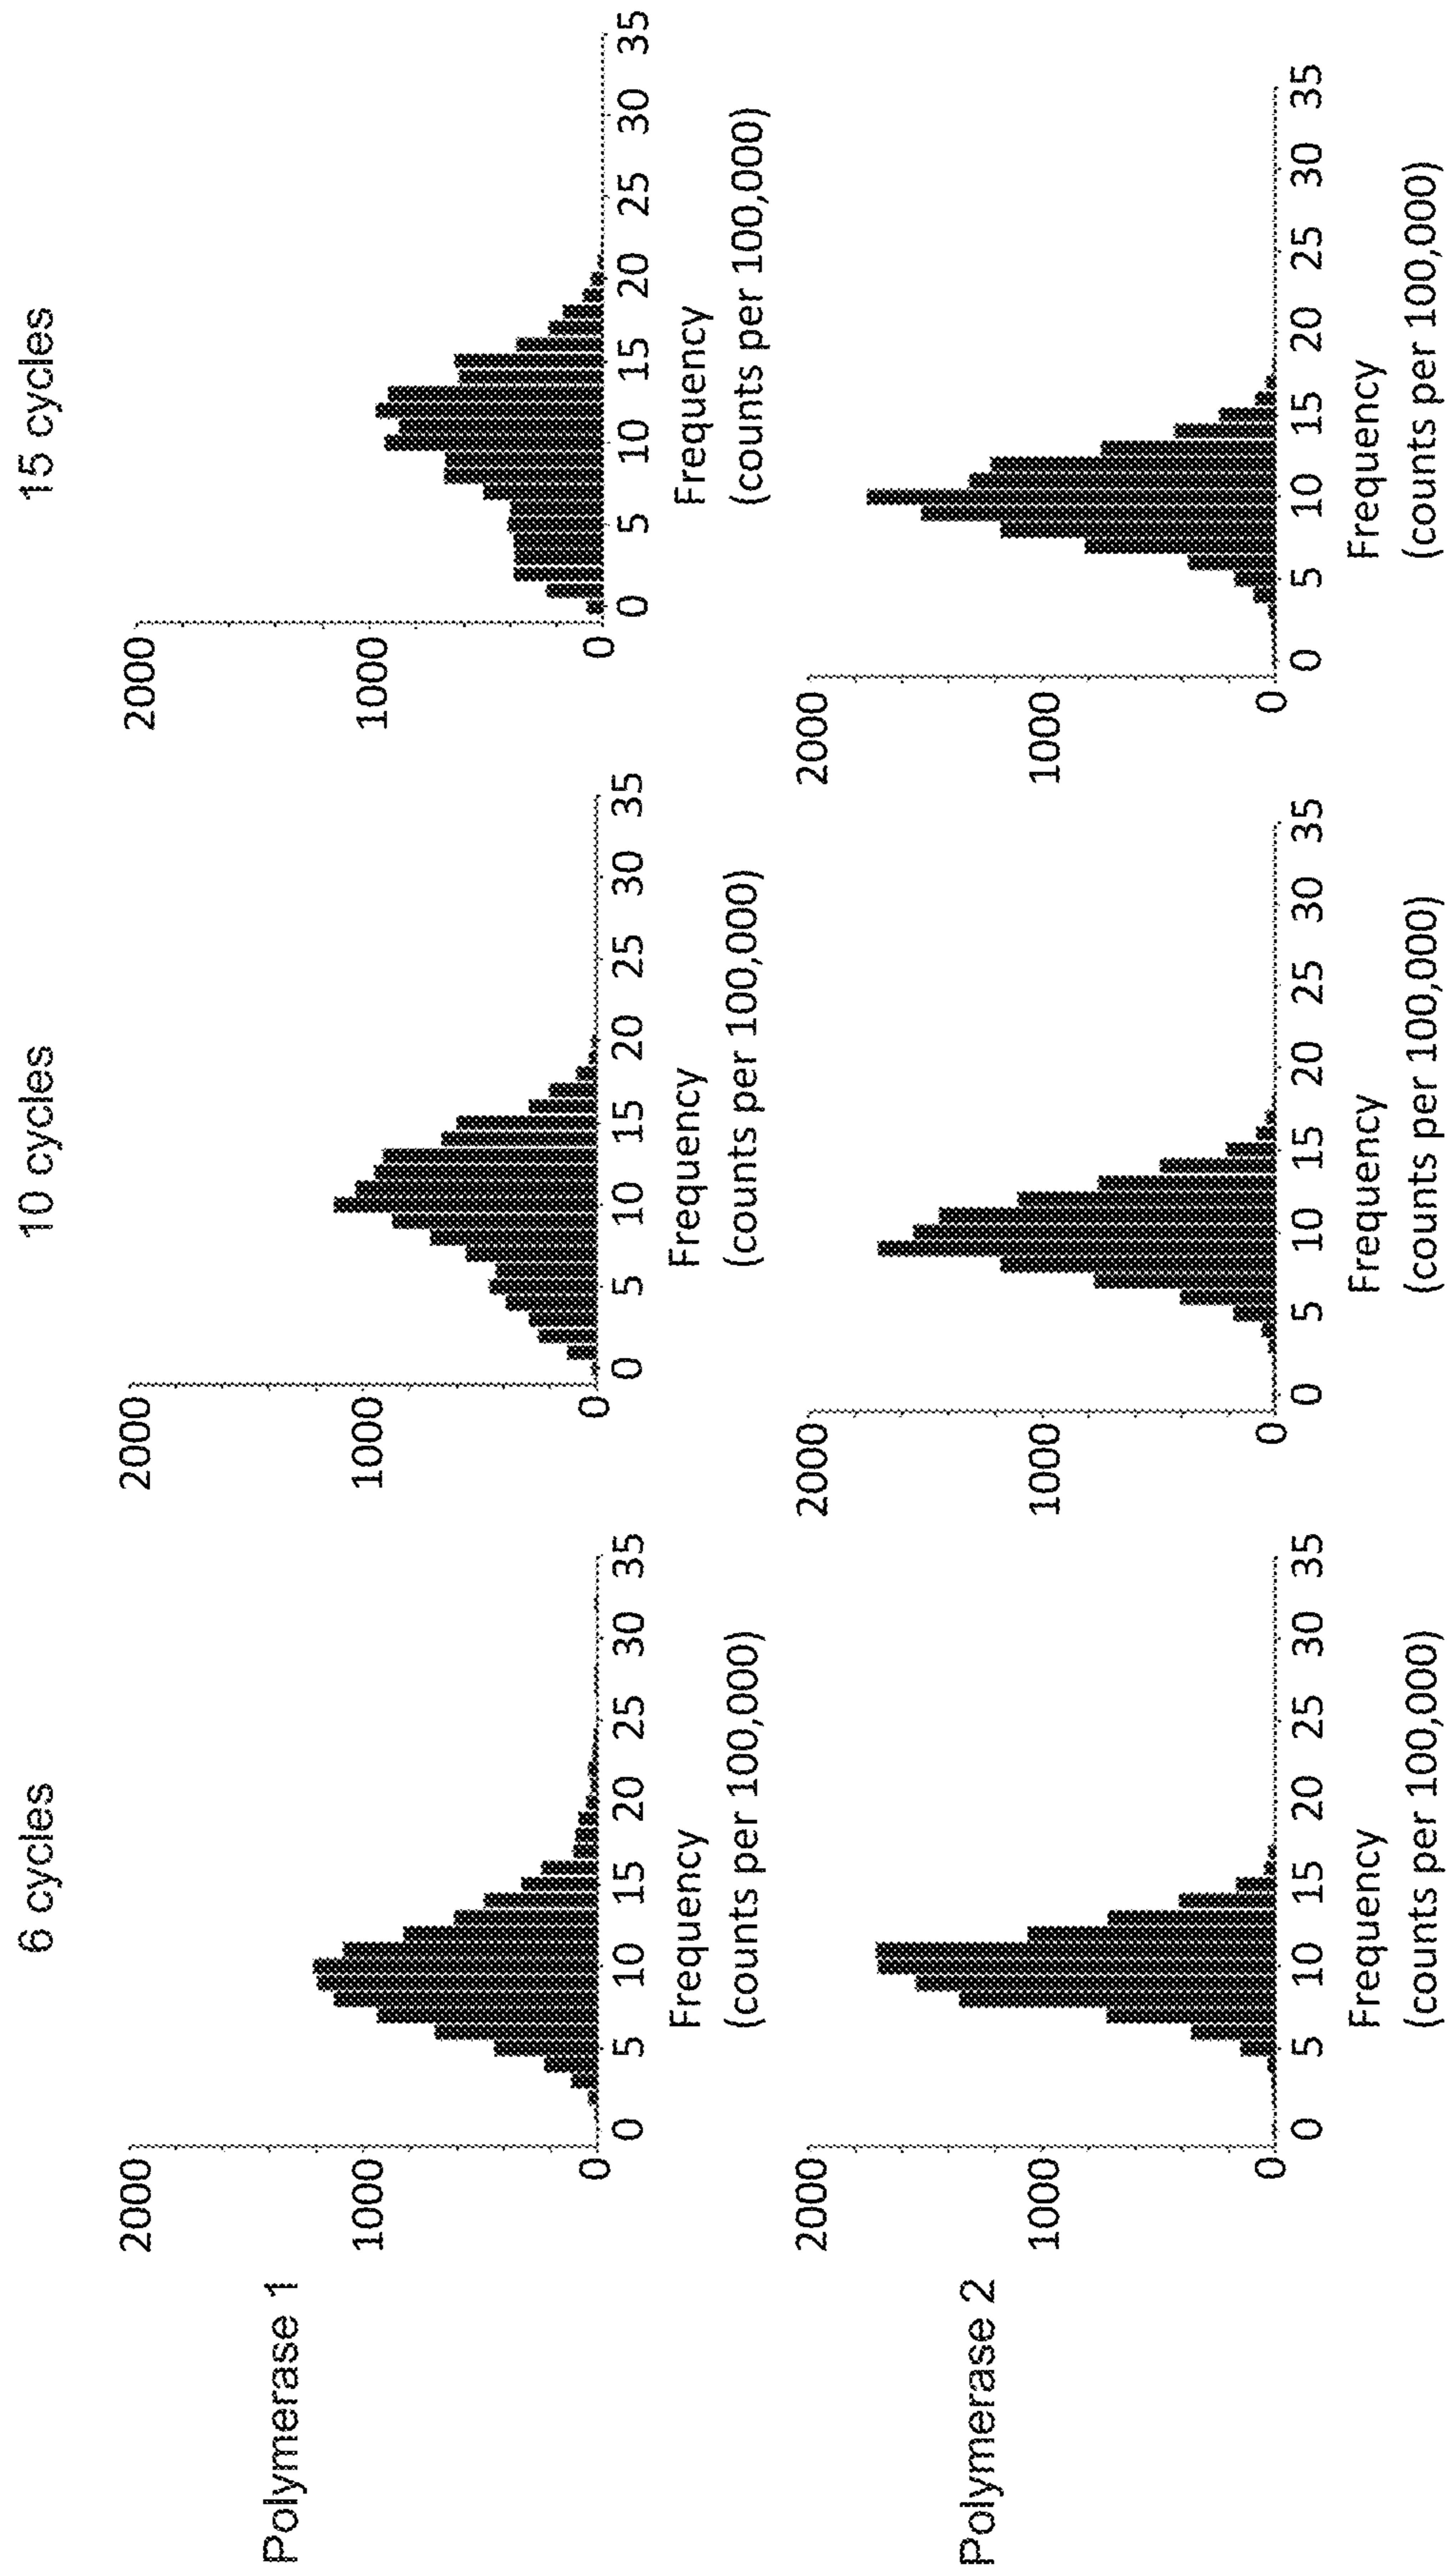 6 cycles
10 cycles
15 cycles
Polymerase 1
2000
1000
0
0 5 10 15 20 25 30 35
Frequency
(counts per 100,000)
2000
1000
0
0 5 10 15 20 25 30 35
Frequency
(counts per 100,000)
2000
1000
0
0 5 10 15 20 25 30 35
Frequency
(counts per 100,000)
Polymerase 2
2000
1000
0
0 5 10 15 20 25 30 35
Frequency
(counts per 100,000)
2000
1000
0
0 5 10 15 20 25 30 35
Frequency
(counts per 100,000)
2000
1000
0
0 5 10 15 20 25 30 35
Frequency
(counts per 100,000)